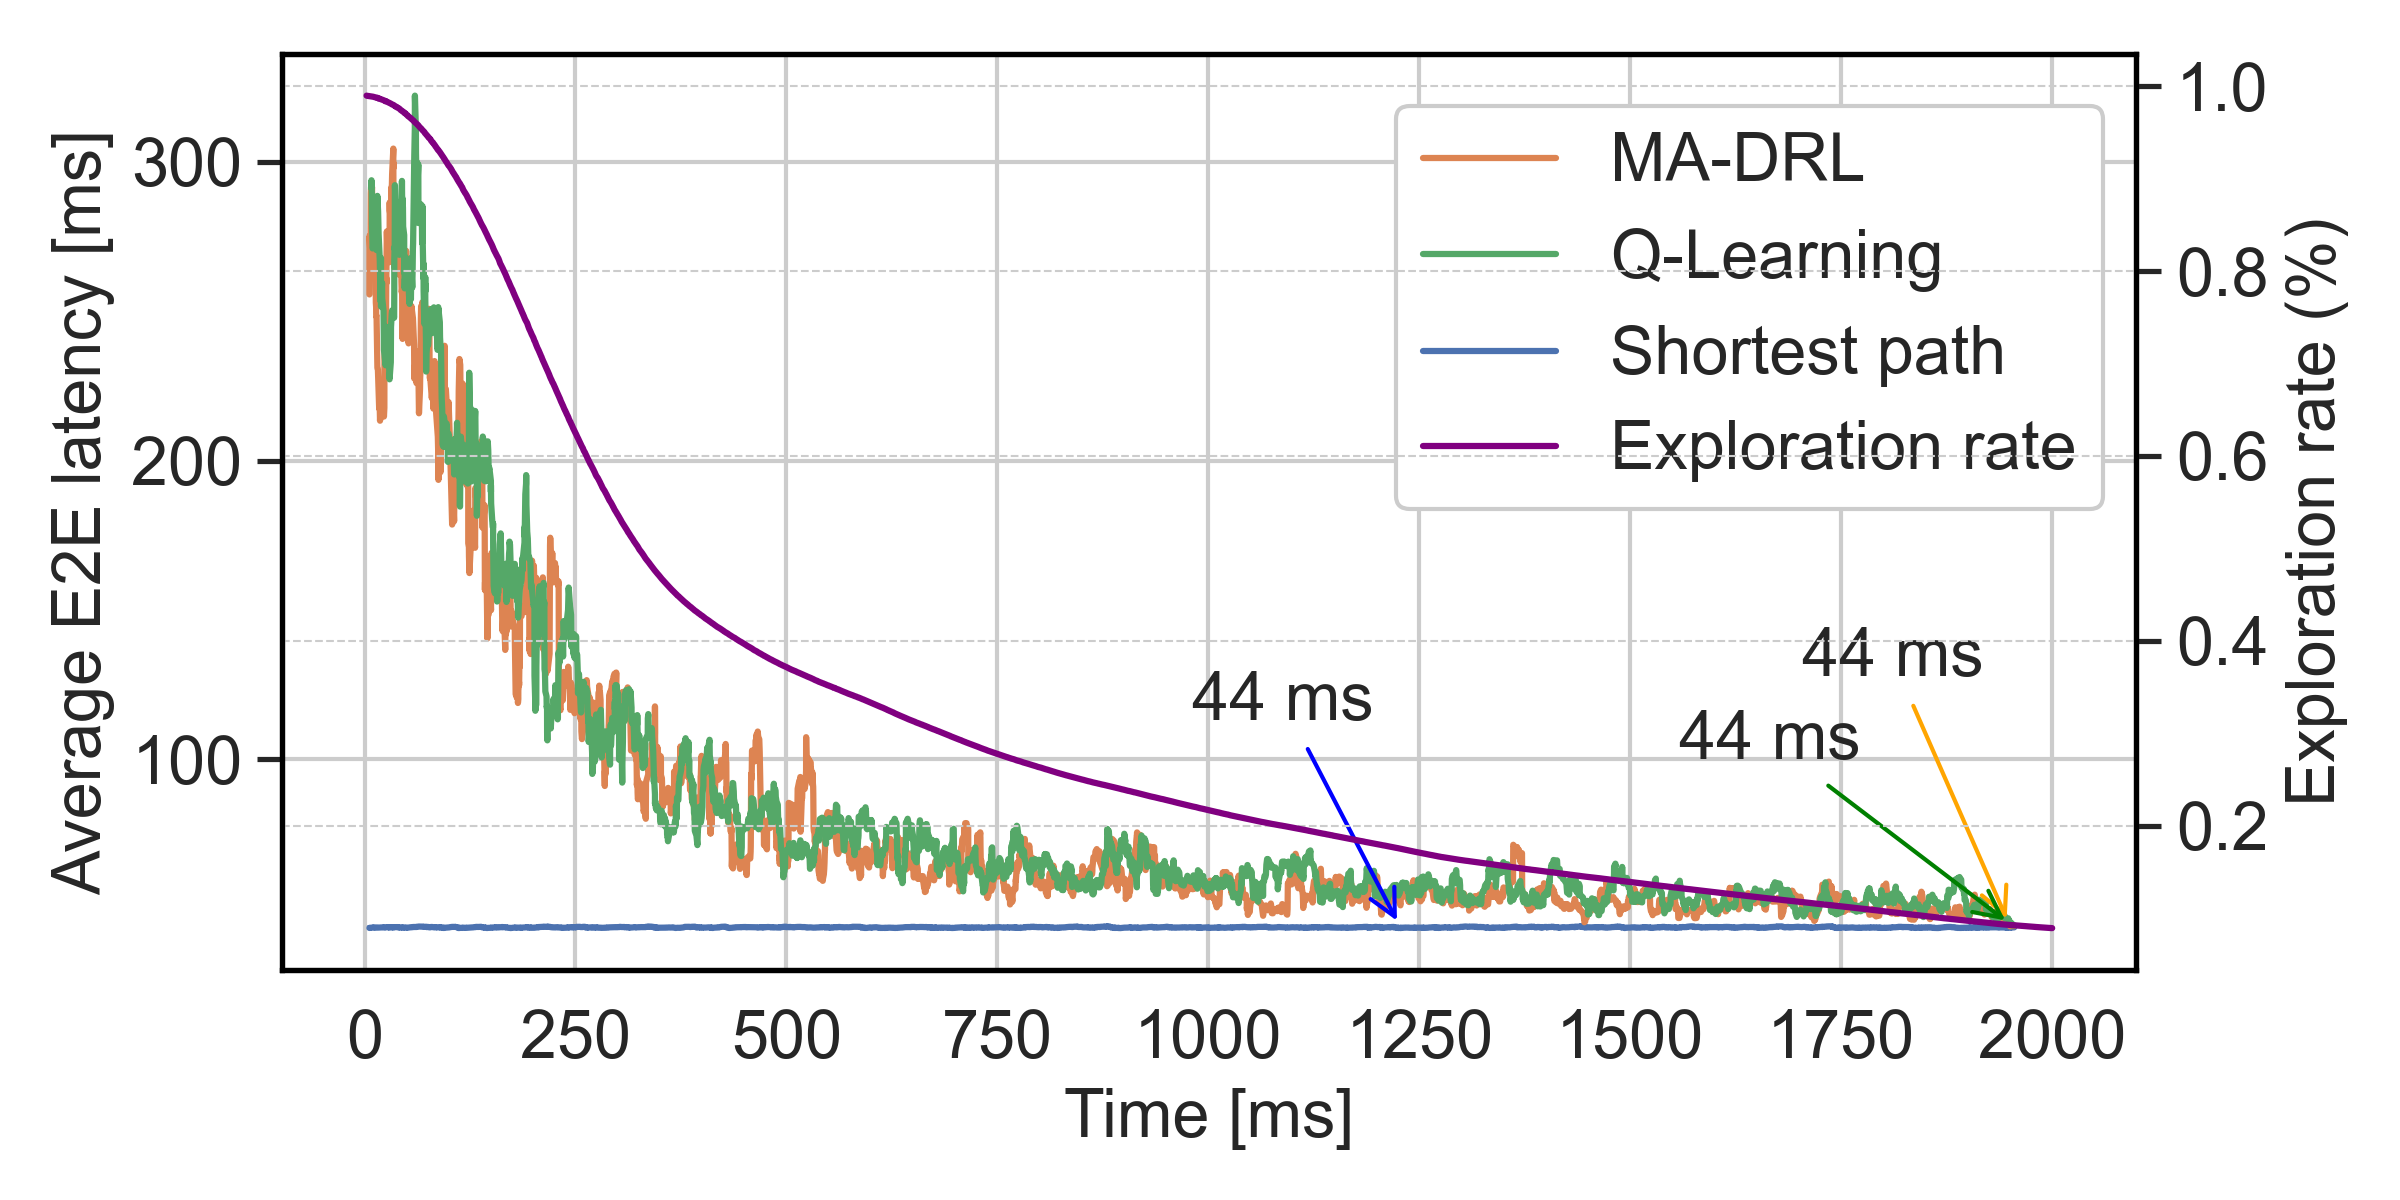 Average E2E latency [ms]
300
200
100
MA-DRL
Q-Learning
Shortest path
Exploration rate
44 ms
44 ms
44 ms
1.0
0.8
0.6
0.4
0.2
Exploration rate (%)
0 250 500 750 1000 1250 1500 1750 2000
Time [ms]